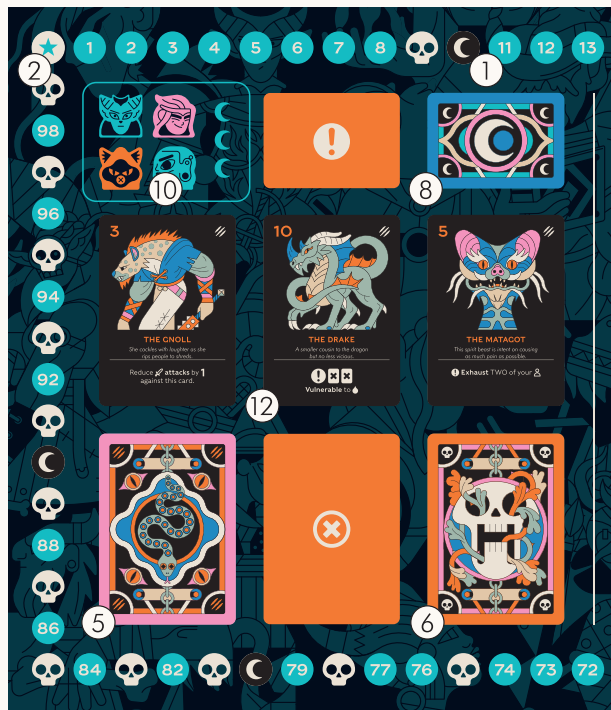 1 2 3 4 5 6 7 8 11 12 13
2
1
98
10
8
96
3
10
5
94
THE GNOLL
She cackles with laughter as she
rips people to shreds.
Reduce attacks by 1
against this card.
THE DRAKE
A smaller cousin to the dragon
but no less vicious.
Vulnerable to
THE MATAGOT
This spirit beast is intent on causing
as much pain as possible.
Exhaust TWO of your
92
12
88
86
5
6
84 82 79 77 76 74 73 72